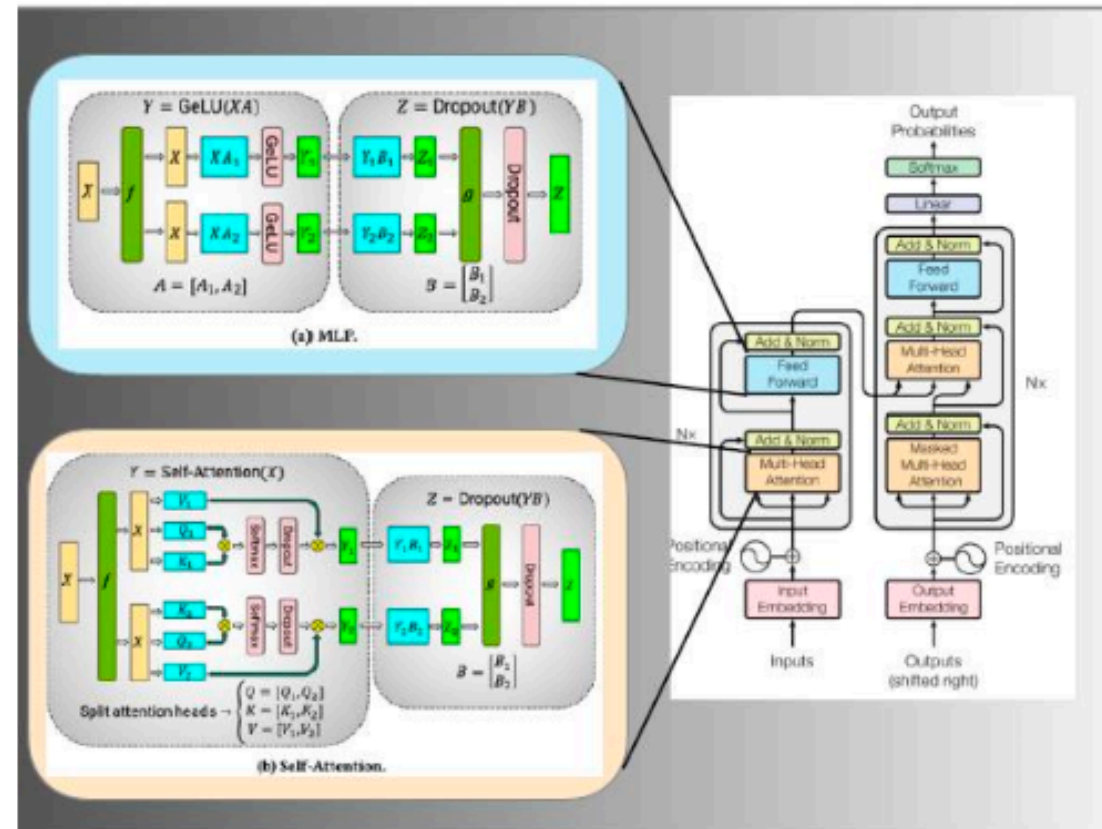 Y = GeLU(XA)
Z = Dropout(YB)
X
f
X
XA₁
GeLU
Y₁
Y₁B₁
Z₁
X
XA₂
GeLU
Y₂
Y₂B₂
Z₂
g
Dropout
Z
A = [A₁, A₂]
B = [B₁
B₂]
(a) MLP.
Y = Self-Attention(X)
Z = Dropout(YB)
X
f
X
V₁
Q₁
K₁
Softmax
Dropout
Y₁
Y₁B₁
Z₁
X
K₂
Q₂
V₂
Softmax
Dropout
Y₂
Y₂B₂
Z₂
g
Dropout
Z
B = [B₁
B₂]
Split attention heads → { Q = [Q₁, Q₂]
K = [K₁, K₂]
V = [V₁, V₂]
(b) Self-Attention.
Output
Probabilities
Softmax
Linear
Add & Norm
Feed
Forward
Add & Norm
Multi-Head
Attention
Nx
Add & Norm
Masked
Multi-Head
Attention
Add & Norm
Feed
Forward
Nx
Add & Norm
Multi-Head
Attention
Positional
Encoding
Positional
Encoding
Input
Embedding
Output
Embedding
Inputs
Outputs
(shifted right)